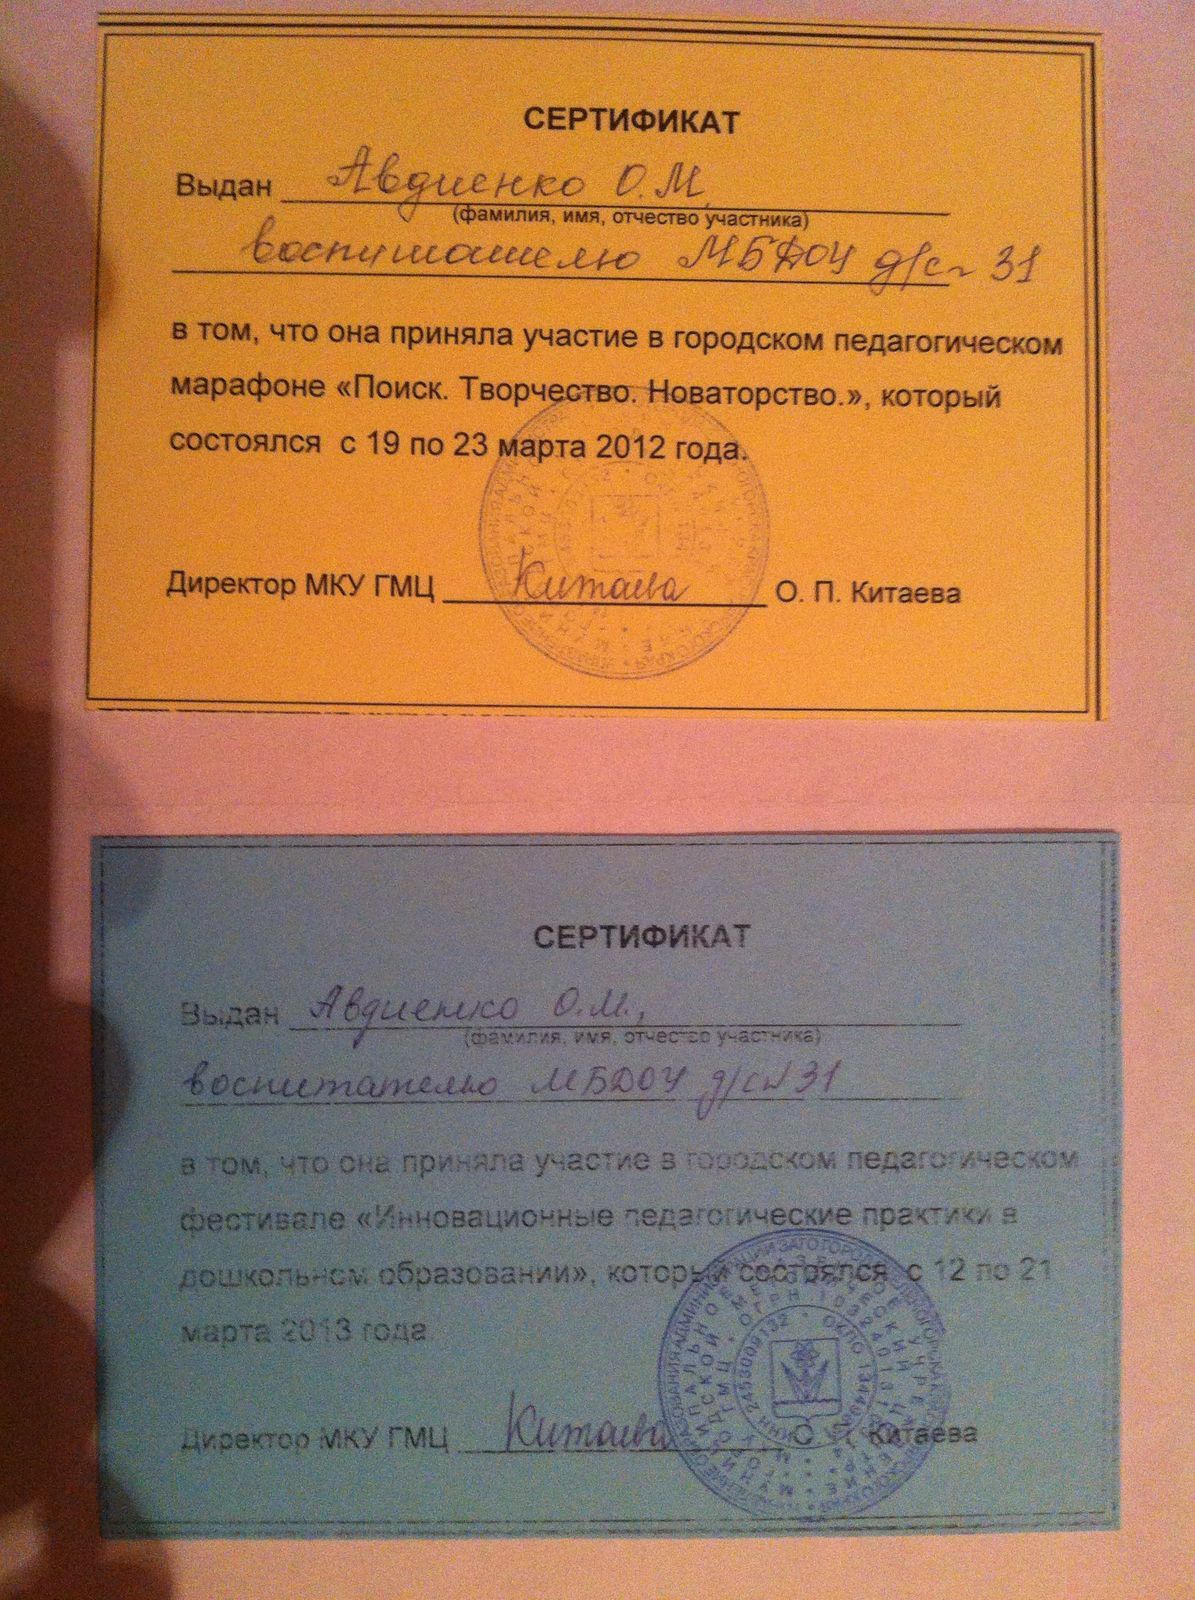 СЕРТИФИКАТ
Выдан Авдиенко О.М.
(фамилия, имя, отчество участника)
воспитателю МБДОУ д/с 31
в том, что она приняла участие в городском педагогическом
марафоне «Поиск. Творчество. Новаторство.», который
состоялся с 19 по 23 марта 2012 года.
Директор МКУ ГМЦ Китаева О. П. Китаева
СЕРТИФИКАТ
Выдан Авдиенко О.М.,
(фамилия, имя, отчество участника)
воспитателю МБДОУ д/с 31
в том, что она приняла участие в городском педагогическом
фестивале «Инновационные педагогические практики в
дошкольном образовании», который состоялся с 12 по 21
марта 2013 года.
Директор МКУ ГМЦ Китаева О. Китаева